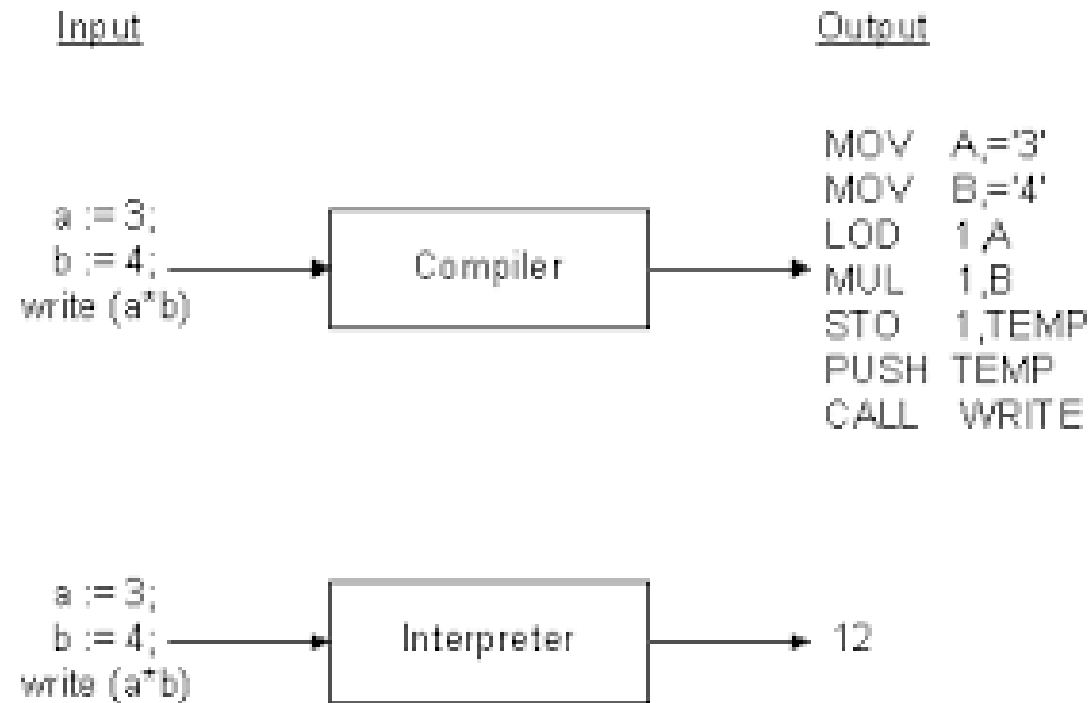 Input
Output
a := 3;
b := 4;
write (a*b)
Compiler
MOV A,='3'
MOV B,='4'
LOD 1,A
MUL 1,B
STO 1,TEMP
PUSH TEMP
CALL WRITE
a := 3;
b := 4;
write (a*b)
Interpreter
12